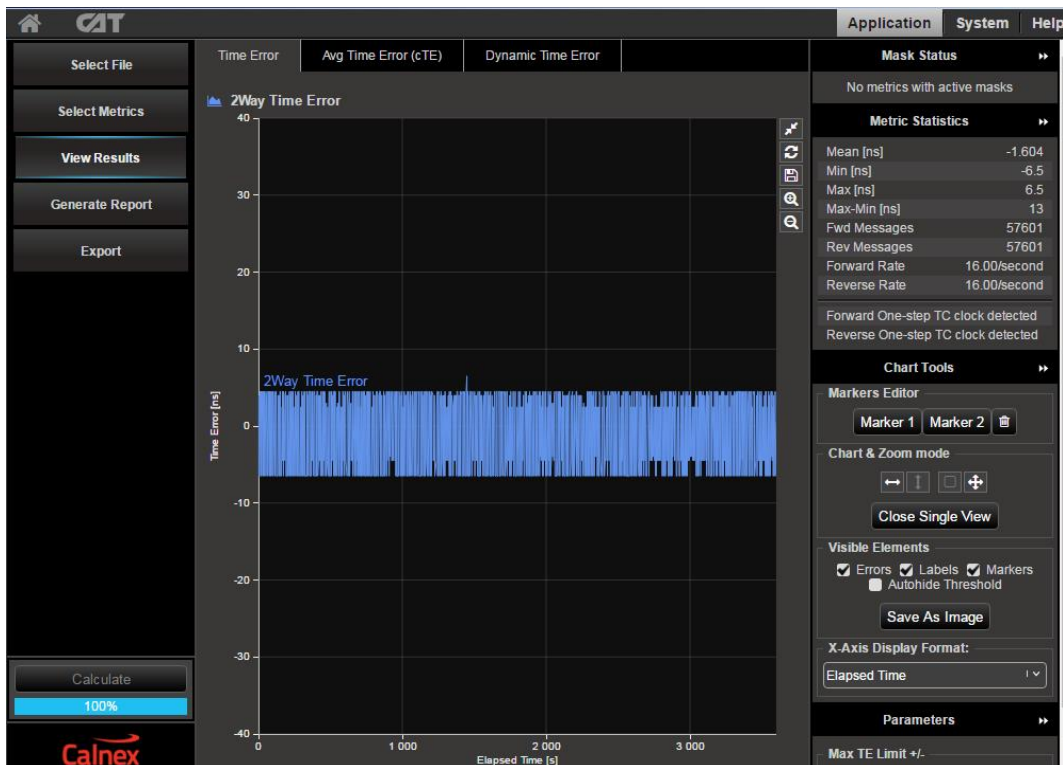 CAT
Application System Help
Select File
Select Metrics
View Results
Generate Report
Export
Calculate
100%
Calnex
Time Error Avg Time Error (cTE) Dynamic Time Error
2Way Time Error
40
30
20
10
0
-10
-20
-30
-40
Time Error [ns]
2Way Time Error
0 1 000 2 000 3 000
Elapsed Time [s]
Mask Status
No metrics with active masks
Metric Statistics
Mean [ns] -1.604
Min [ns] -6.5
Max [ns] 6.5
Max-Min [ns] 13
Fwd Messages 57601
Rev Messages 57601
Forward Rate 16.00/second
Reverse Rate 16.00/second
Forward One-step TC clock detected
Reverse One-step TC clock detected
Chart Tools
Markers Editor
Marker 1 Marker 2
Chart & Zoom mode
Close Single View
Visible Elements
Errors Labels Markers
Autohide Threshold
Save As Image
X-Axis Display Format:
Elapsed Time
Parameters
Max TE Limit +/-